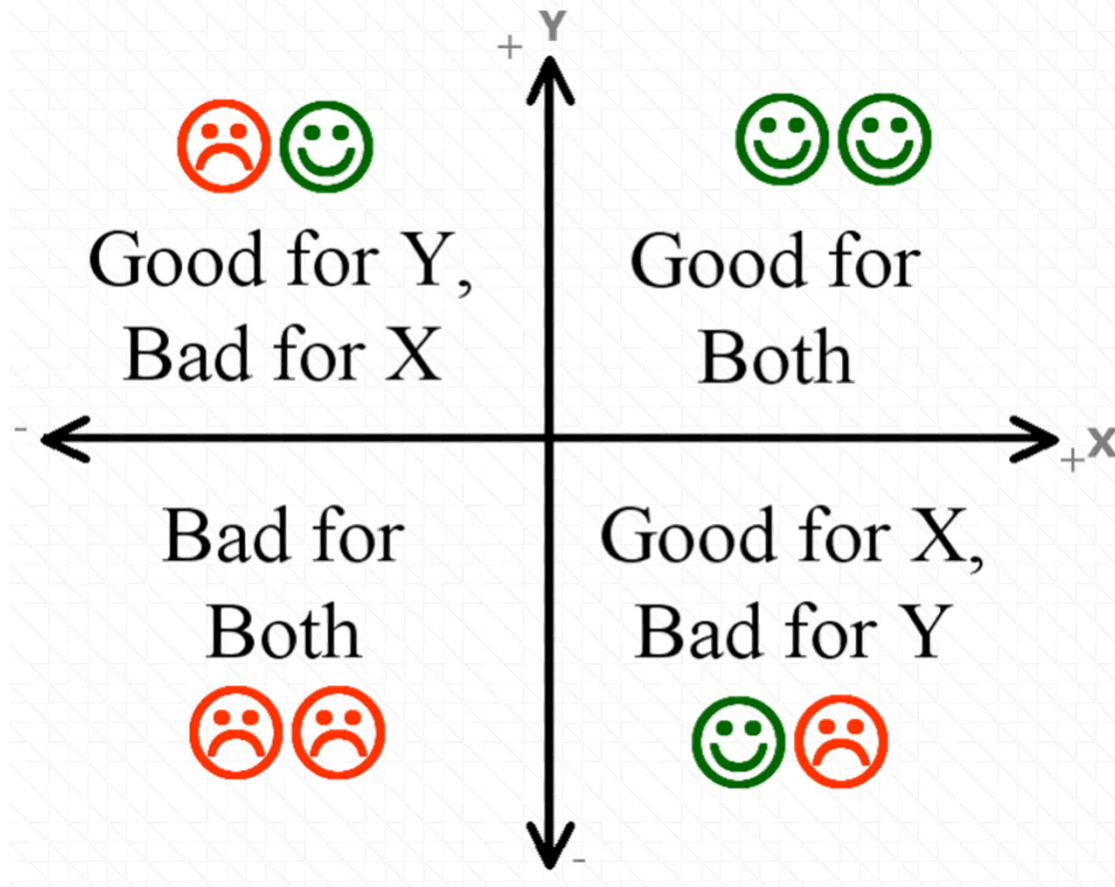 + Y
Good for Y,
Bad for X
Good for
Both
-
+ X
Bad for
Both
Good for X,
Bad for Y
-